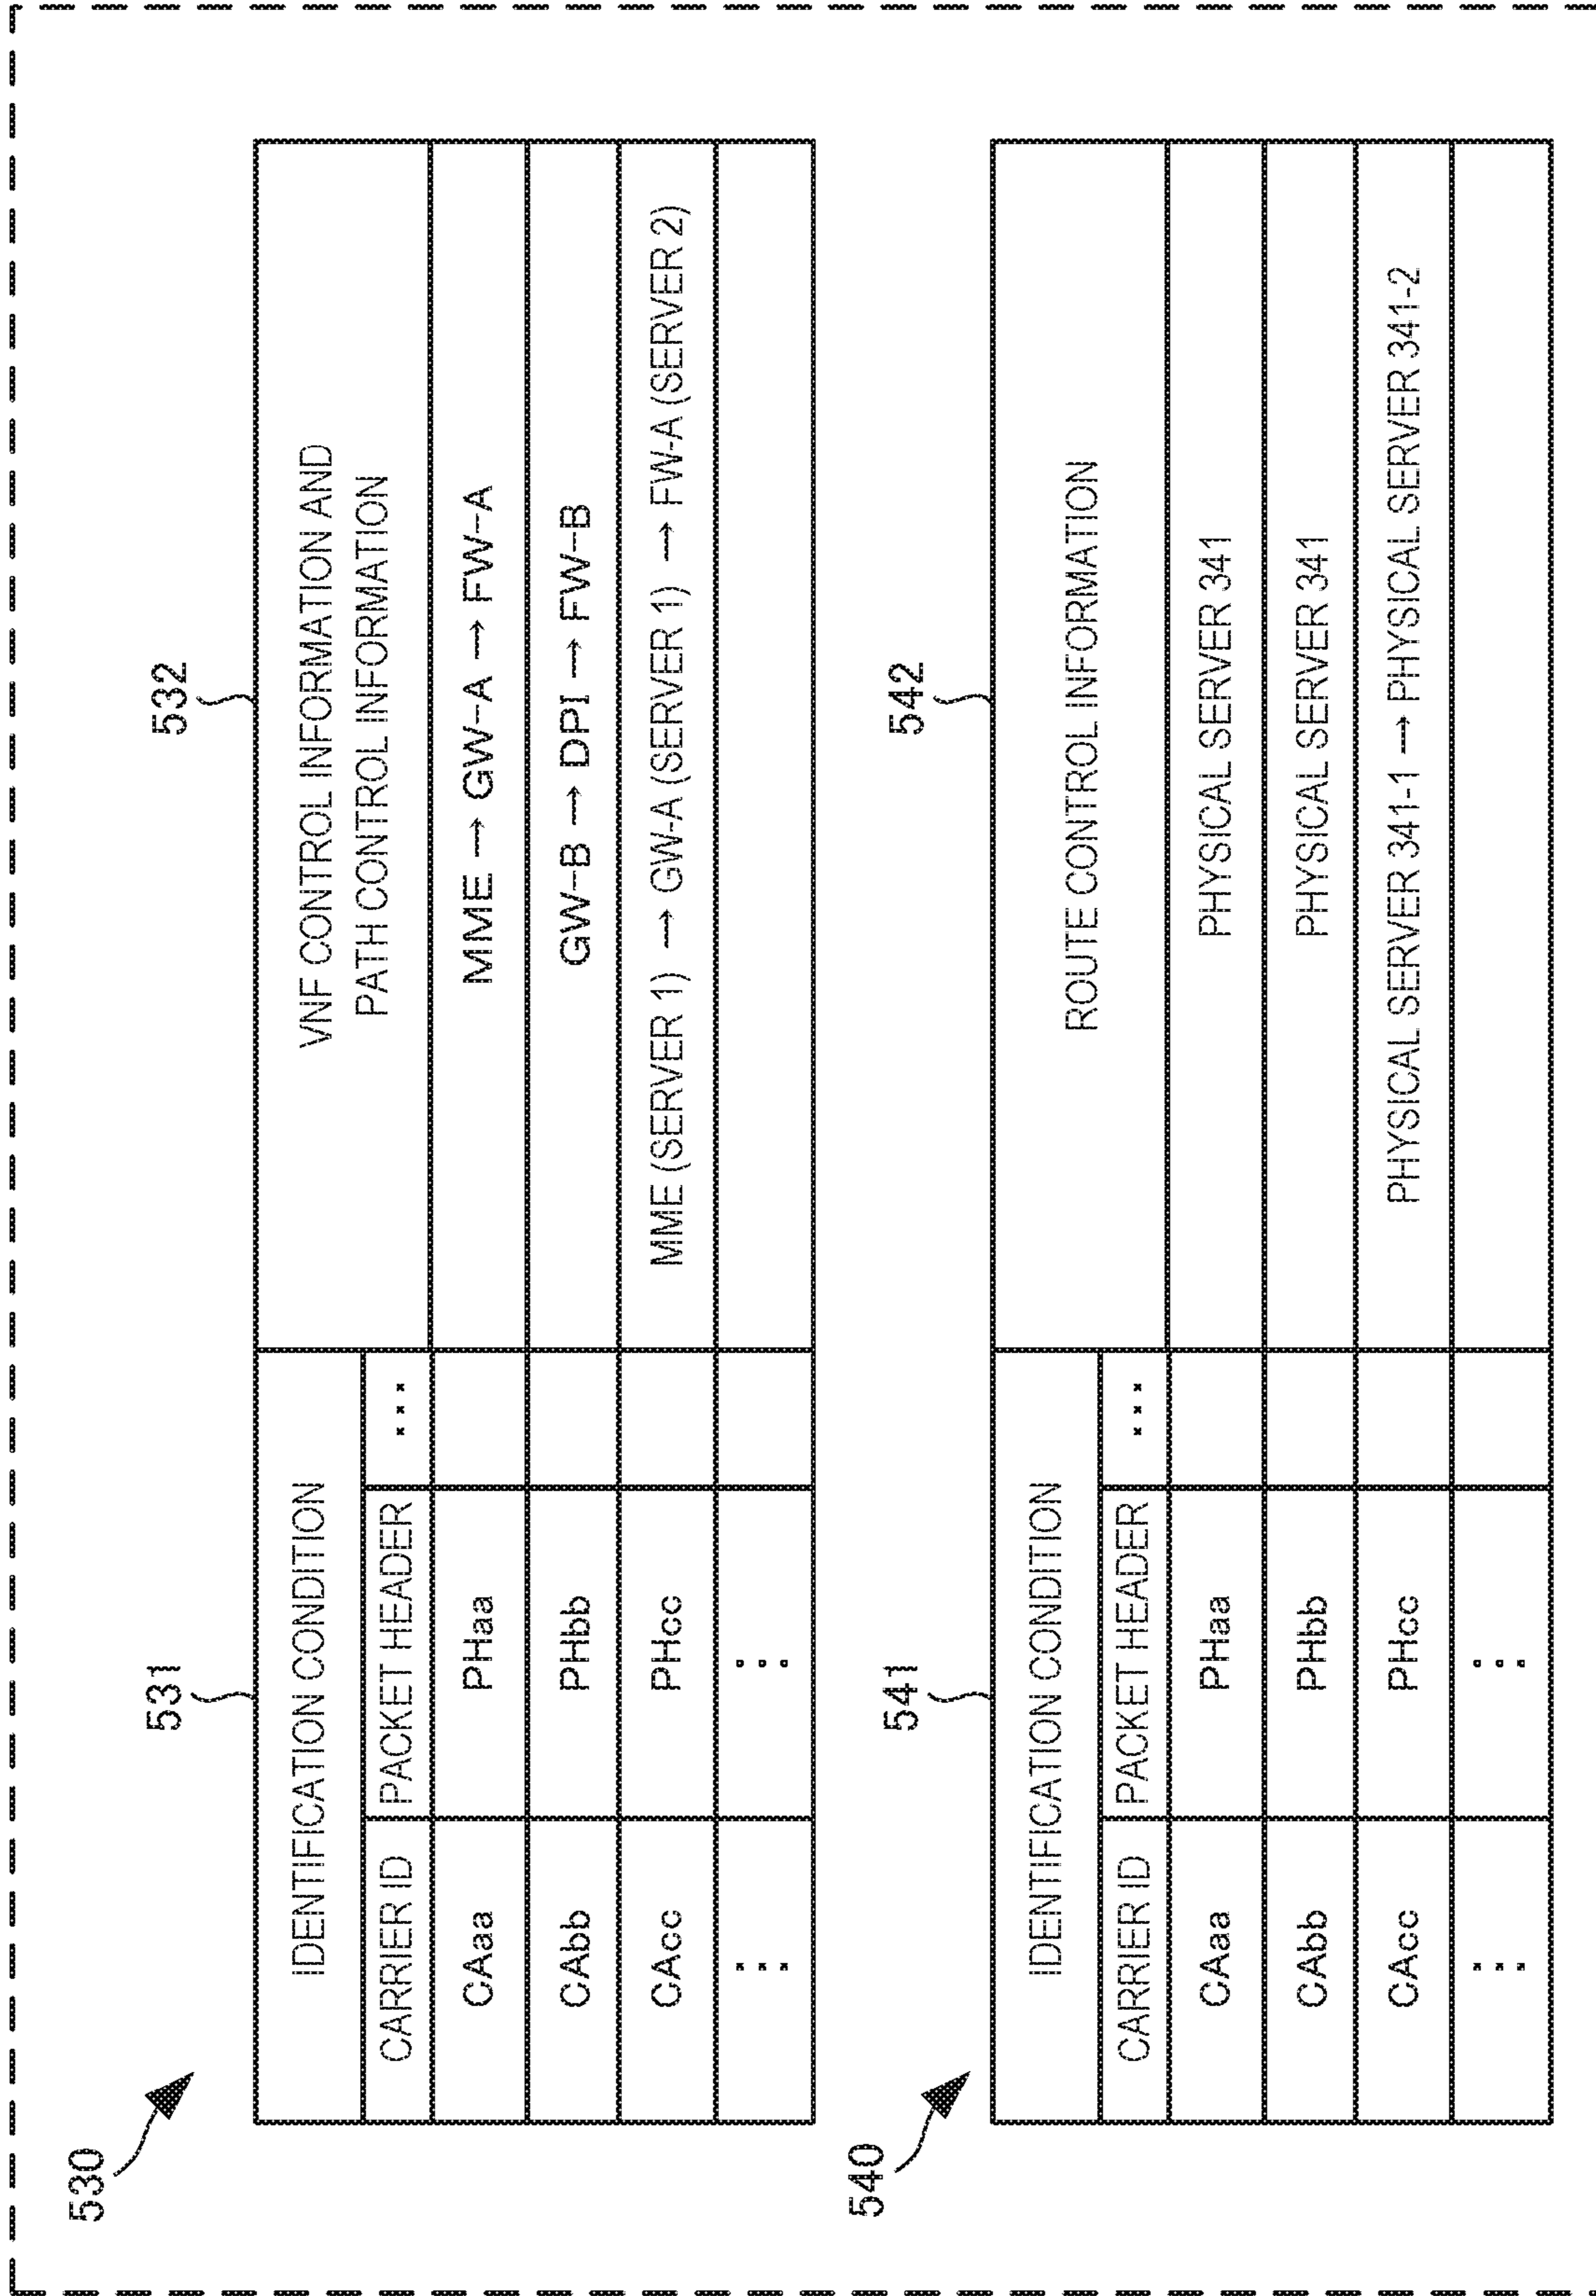 530
531
532
IDENTIFICATION CONDITION
VNF CONTROL INFORMATION AND
PATH CONTROL INFORMATION
CARRIER ID PACKET HEADER ...
CAaa PHaa MME → GW-A → FW-A
CAbb PHbb GW-B → DPI → FW-B
CAcc PHcc MME (SERVER 1) → GW-A (SERVER 1) → FW-A (SERVER 2)
⋮ ⋮
540
541
542
IDENTIFICATION CONDITION
ROUTE CONTROL INFORMATION
CARRIER ID PACKET HEADER ...
CAaa PHaa PHYSICAL SERVER 341
CAbb PHbb PHYSICAL SERVER 341
CAcc PHcc PHYSICAL SERVER 341-1 → PHYSICAL SERVER 341-2
⋮ ⋮